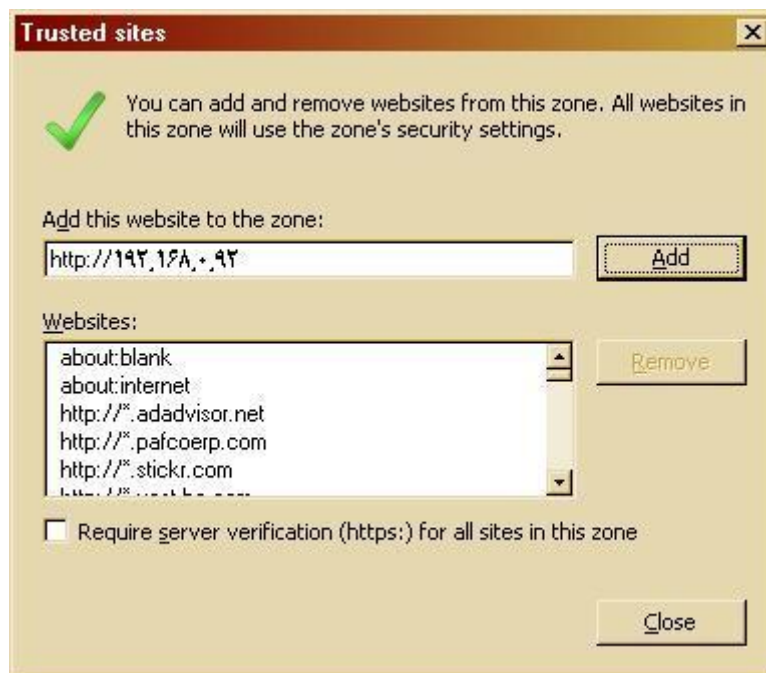 Trusted sites
You can add and remove websites from this zone. All websites in
this zone will use the zone's security settings.
Add this website to the zone:
http://۱۹۲,۱۶۸,۰,۹۲
Add
Websites:
about:blank
about:internet
http://*.adadvisor.net
http://*.pafcoerp.com
http://*.stickr.com
Remove
Require server verification (https:) for all sites in this zone
Close